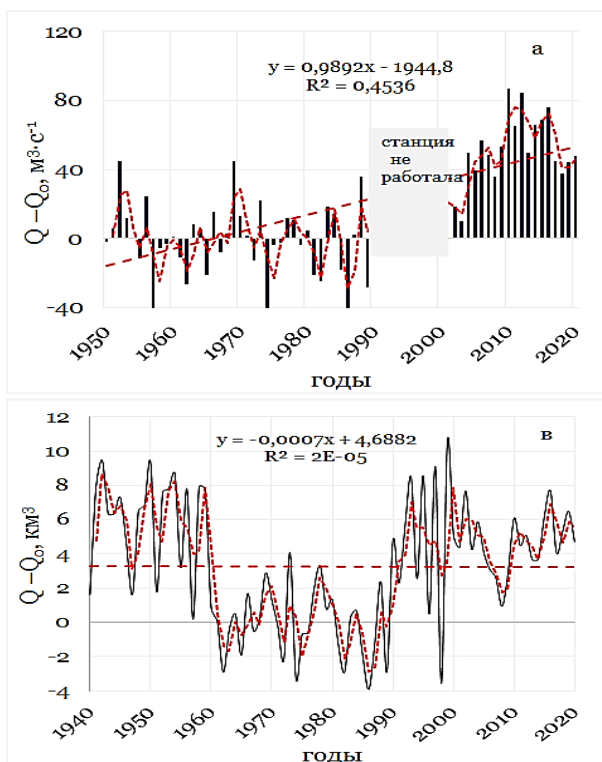 120
а
y = 0,9892x - 1944,8
R² = 0,4536
80
станция
не
работала
40
0
-40
Q – Q₀, м³·с⁻¹
1950
1960
1970
1980
1990
2000
2010
2020
годы
12
в
y = -0,0007x + 4,6882
R² = 2E-05
10
8
6
4
2
0
-2
-4
Q – Q₀, км³
1940
1950
1960
1970
1980
1990
2000
2010
2020
годы